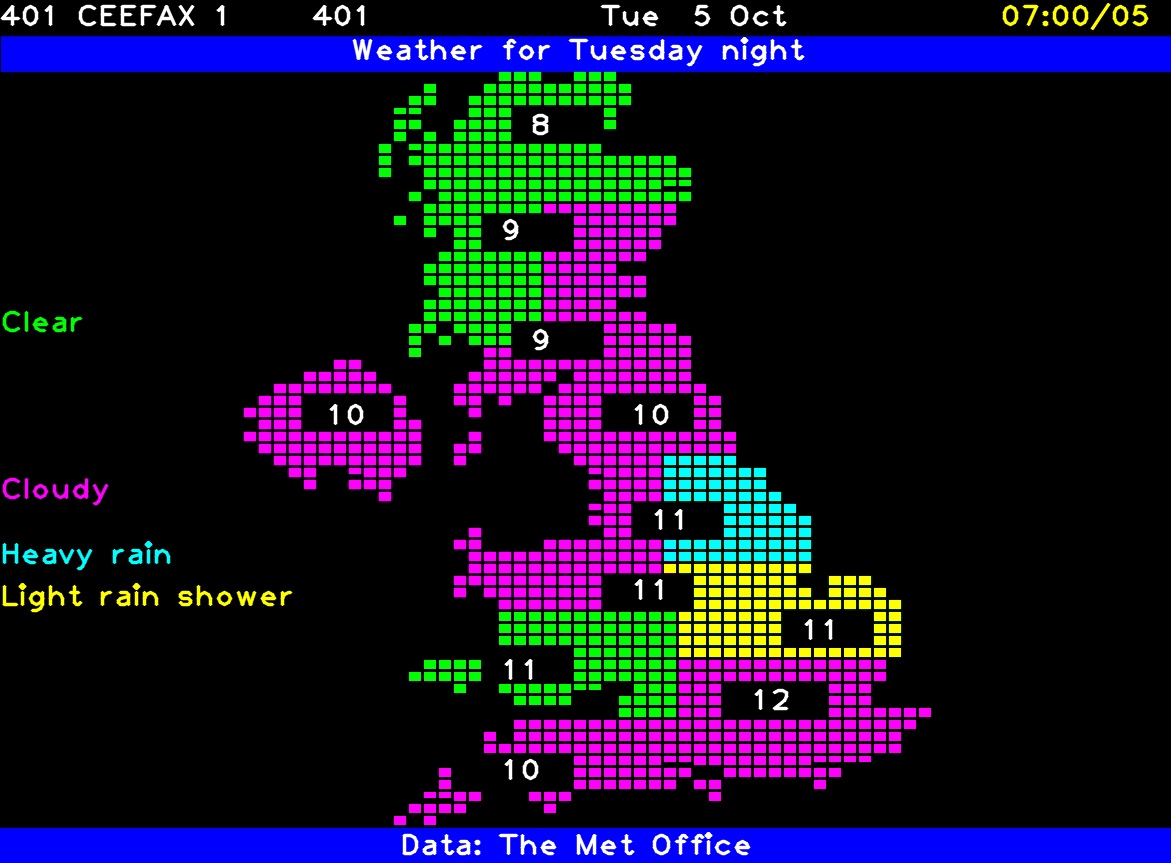 401 CEEFAX 1 401 Tue 5 Oct 07:00/05
Weather for Tuesday night
8
9
Clear
9
10 10
Cloudy
11
Heavy rain
11
Light rain shower
11
11
12
10
Data: The Met Office